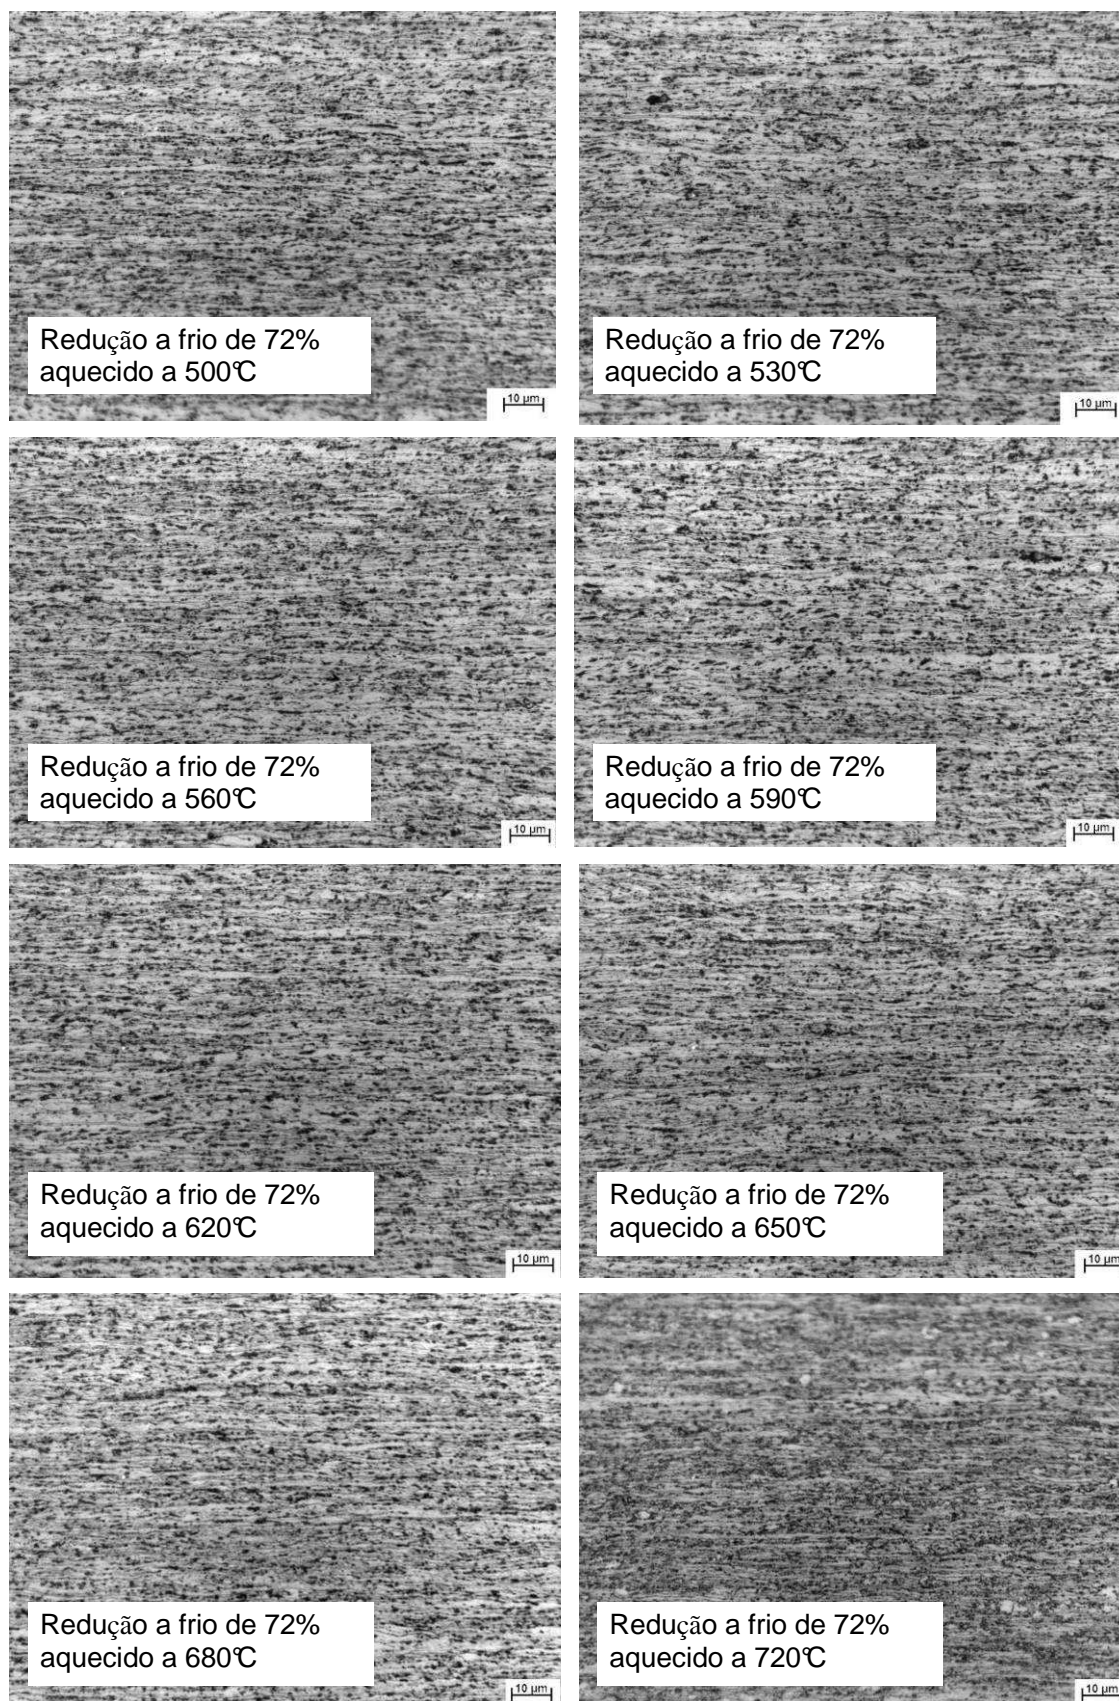 Redução a frio de 72%
aquecido a 500℃
10 µm
Redução a frio de 72%
aquecido a 530℃
10 µm
Redução a frio de 72%
aquecido a 560℃
10 µm
Redução a frio de 72%
aquecido a 590℃
10 µm
Redução a frio de 72%
aquecido a 620℃
10 µm
Redução a frio de 72%
aquecido a 650℃
10 µm
Redução a frio de 72%
aquecido a 680℃
10 µm
Redução a frio de 72%
aquecido a 720℃
10 µm